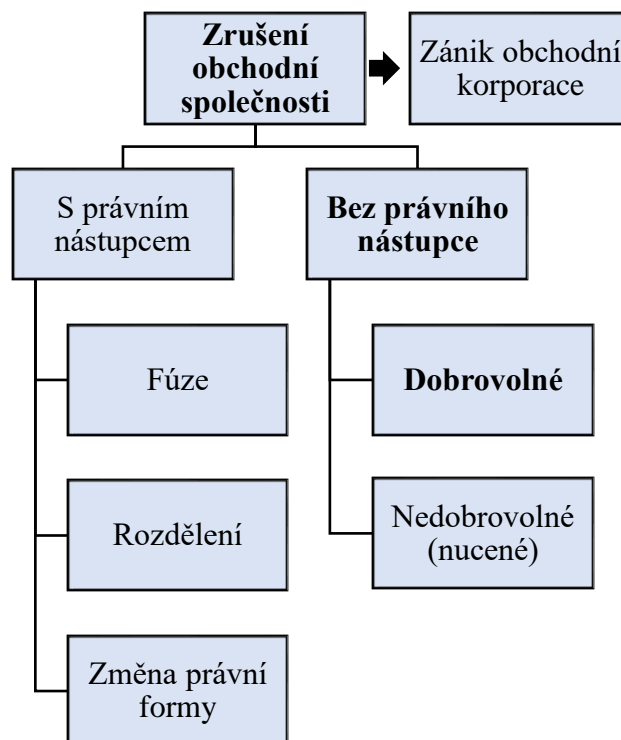 Zrušení
obchodní
společnosti
Zánik obchodní
korporace
S právním
nástupcem
Bez právního
nástupce
Fúze
Dobrovolné
Rozdělení
Nedobrovolné
(nucené)
Změna právní
formy